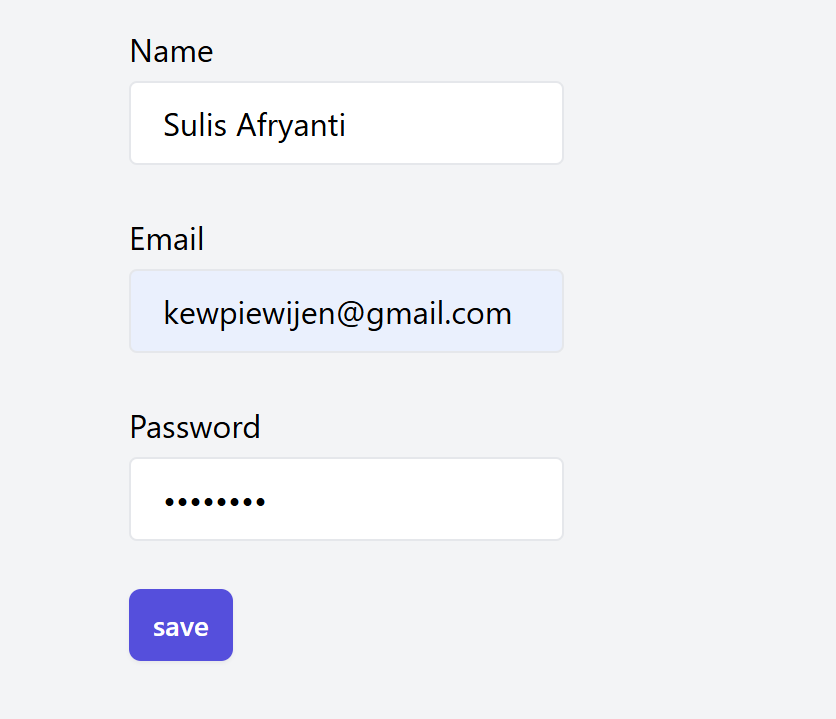 Name
Sulis Afryanti
Email
kewpiewijen@gmail.com
Password
••••••••
save